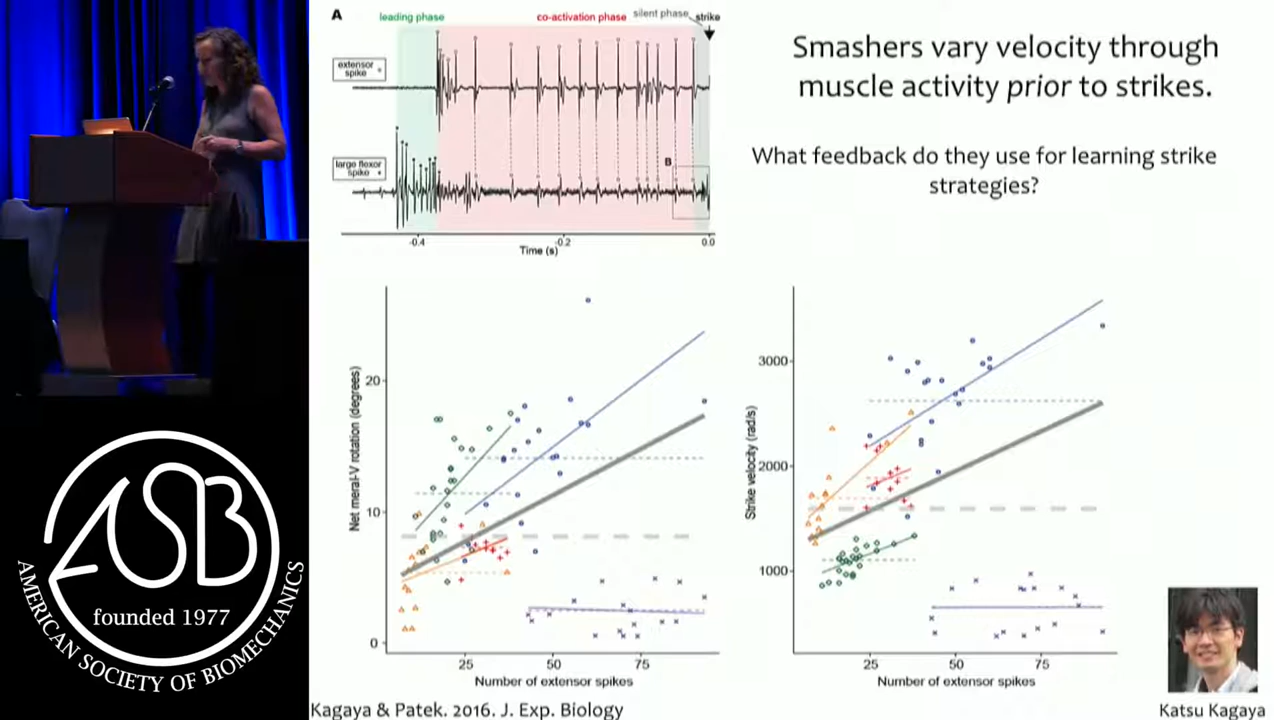 A
leading phase
co-activation phase
silent phase
strike
extensor
spike
large flexor
spike
B
-0.4
-0.2
0.0
Time (s)
Smashers vary velocity through
muscle activity prior to strikes.
What feedback do they use for learning strike
strategies?
Net meral-V rotation (degrees)
20
10
0
25
50
75
Number of extensor spikes
Strike velocity (rad/s)
3000
2000
1000
25
50
75
Number of extensor spikes
ASB
founded 1977
AMERICAN SOCIETY OF BIOMECHANICS
Kagaya & Patek. 2016. J. Exp. Biology
Katsu Kagaya